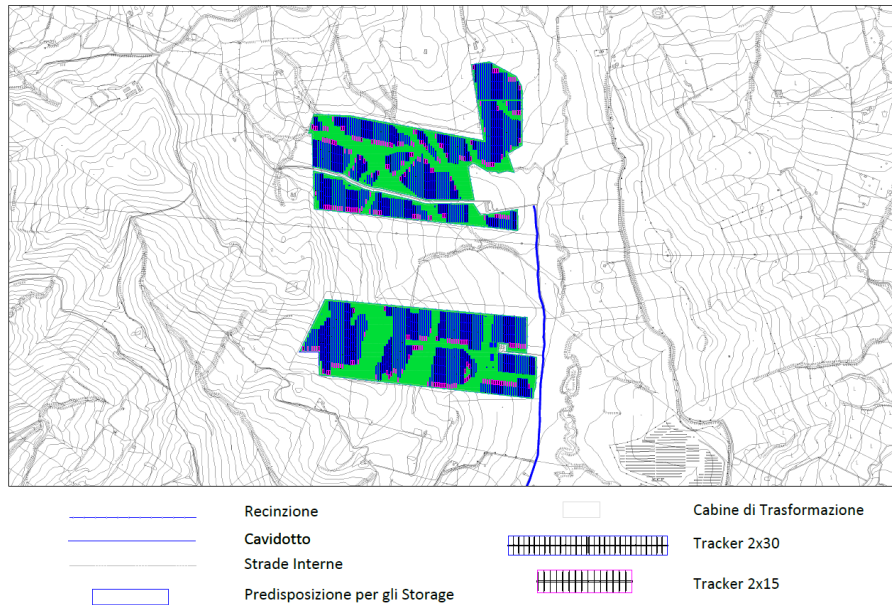 Recinzione
Cavidotto
Strade Interne
Predisposizione per gli Storage
Cabine di Trasformazione
Tracker 2x30
Tracker 2x15